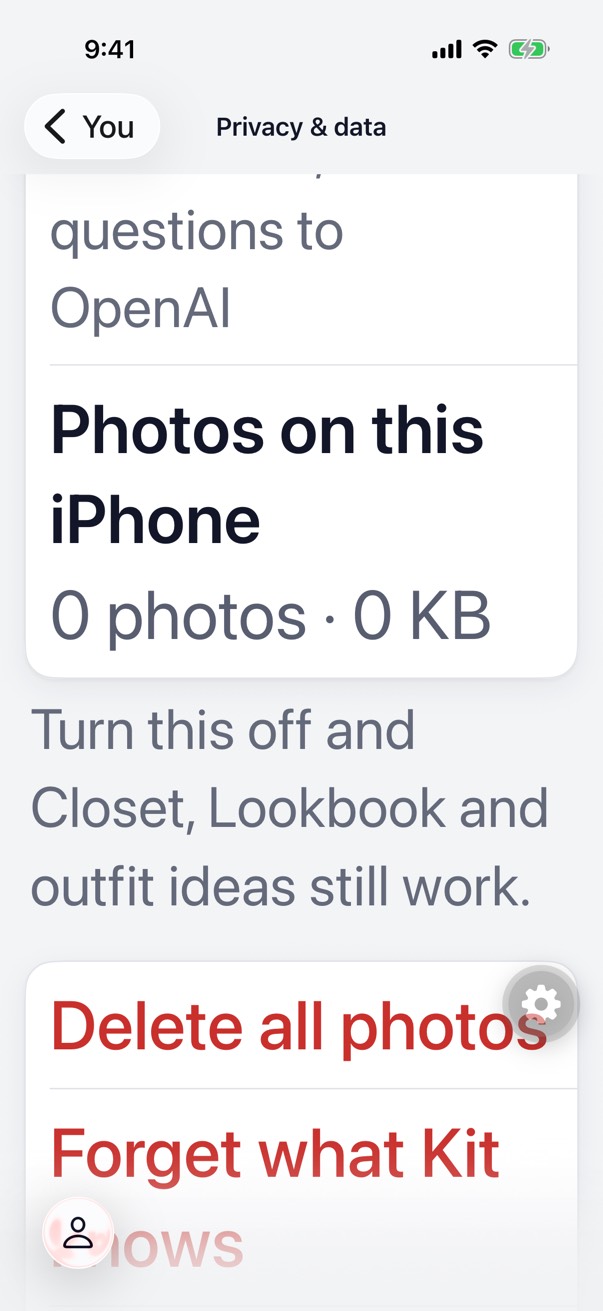 9:41
You
Privacy & data
questions to
OpenAI
Photos on this
iPhone
0 photos · 0 KB
Turn this off and
Closet, Lookbook and
outfit ideas still work.
Delete all photos
Forget what Kit